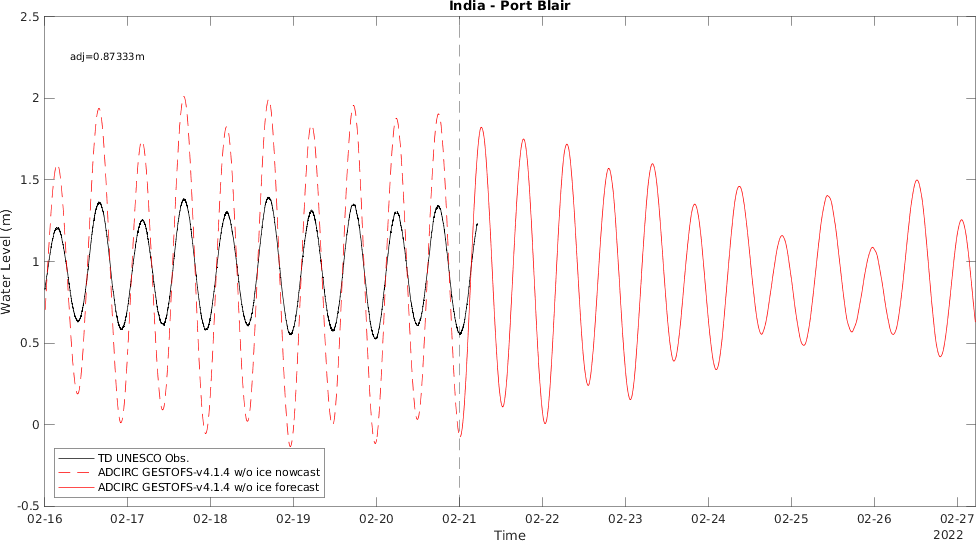 India - Port Blair
adj=0.87333m
2.5
2
1.5
1
0.5
0
-0.5
Water Level (m)
TD UNESCO Obs.
ADCIRC GESTOFS-v4.1.4 w/o ice nowcast
ADCIRC GESTOFS-v4.1.4 w/o ice forecast
02-16 02-17 02-18 02-19 02-20 02-21 02-22 02-23 02-24 02-25 02-26 02-27
Time 2022